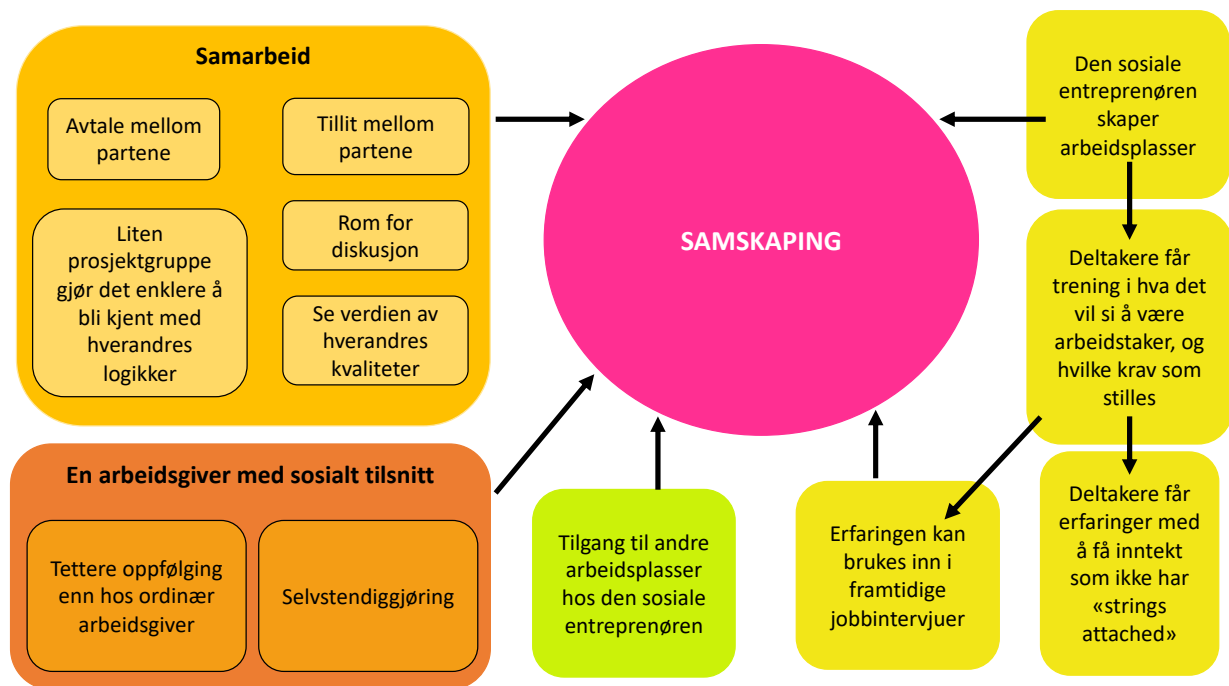 Samarbeid
Avtale mellom
partene
Tillit mellom
partene
Liten
prosjektgruppe
gjør det enklere å
bli kjent med
hverandres
logikker
Rom for
diskusjon
Se verdien av
hverandres
kvaliteter
SAMSKAPING
Den sosiale
entreprenøren
skaper
arbeidsplasser
Deltakere får
trening i hva det
vil si å være
arbeidstaker, og
hvilke krav som
stilles
En arbeidsgiver med sosialt tilsnitt
Tettere oppfølging
enn hos ordinær
arbeidsgiver
Selvstendiggjøring
Tilgang til andre
arbeidsplasser
hos den sosiale
entreprenøren
Erfaringen kan
brukes inn i
framtidige
jobbintervjuer
Deltakere får
erfaringer med
å få inntekt
som ikke har
«strings
attached»